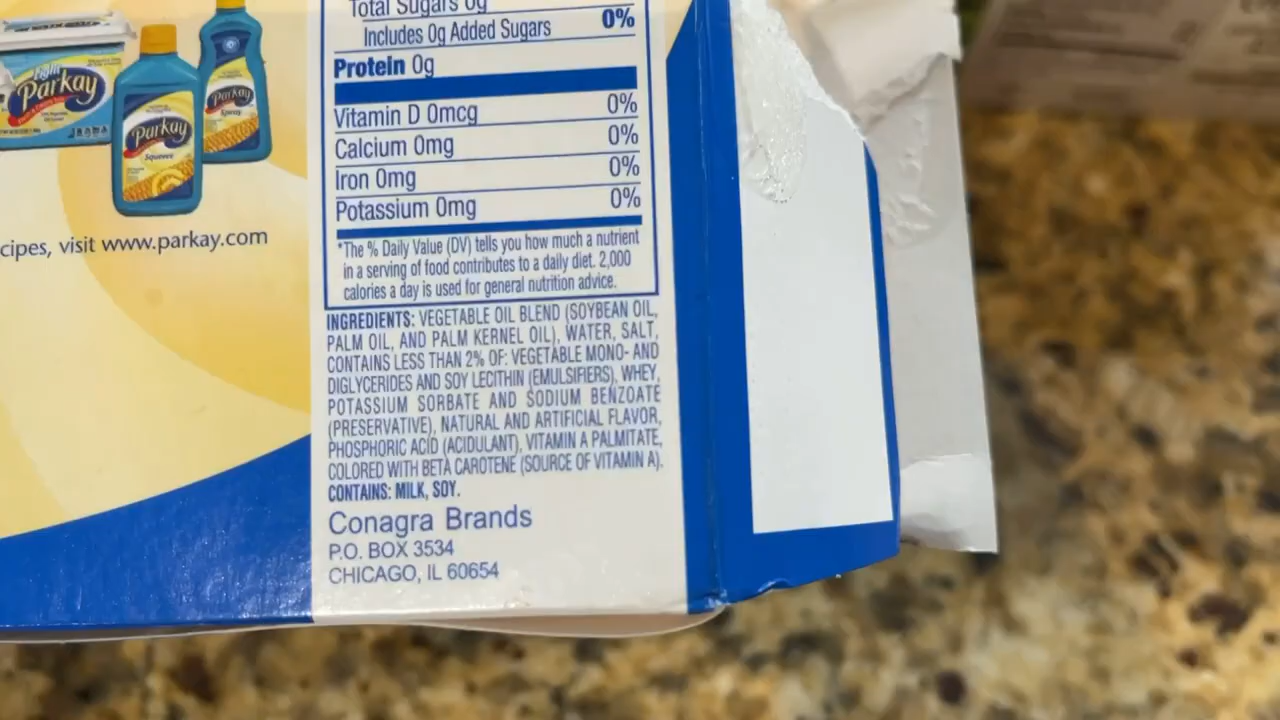 Total Sugars 0g
Includes 0g Added Sugars 0%
Protein 0g
Vitamin D 0mcg 0%
Calcium 0mg 0%
Iron 0mg 0%
Potassium 0mg 0%
*The % Daily Value (DV) tells you how much a nutrient
in a serving of food contributes to a daily diet. 2,000
calories a day is used for general nutrition advice.
INGREDIENTS: VEGETABLE OIL BLEND (SOYBEAN OIL,
PALM OIL, AND PALM KERNEL OIL), WATER, SALT,
CONTAINS LESS THAN 2% OF: VEGETABLE MONO- AND
DIGLYCERIDES AND SOY LECITHIN (EMULSIFIERS), WHEY,
POTASSIUM SORBATE AND SODIUM BENZOATE
(PRESERVATIVE), NATURAL AND ARTIFICIAL FLAVOR,
PHOSPHORIC ACID (ACIDULANT), VITAMIN A PALMITATE,
COLORED WITH BETA CAROTENE (SOURCE OF VITAMIN A).
CONTAINS: MILK, SOY.
Conagra Brands
P.O. BOX 3534
CHICAGO, IL 60654
Light
Parkay
Parkay
Squeeze
Parkay
Spray
cipes, visit www.parkay.com